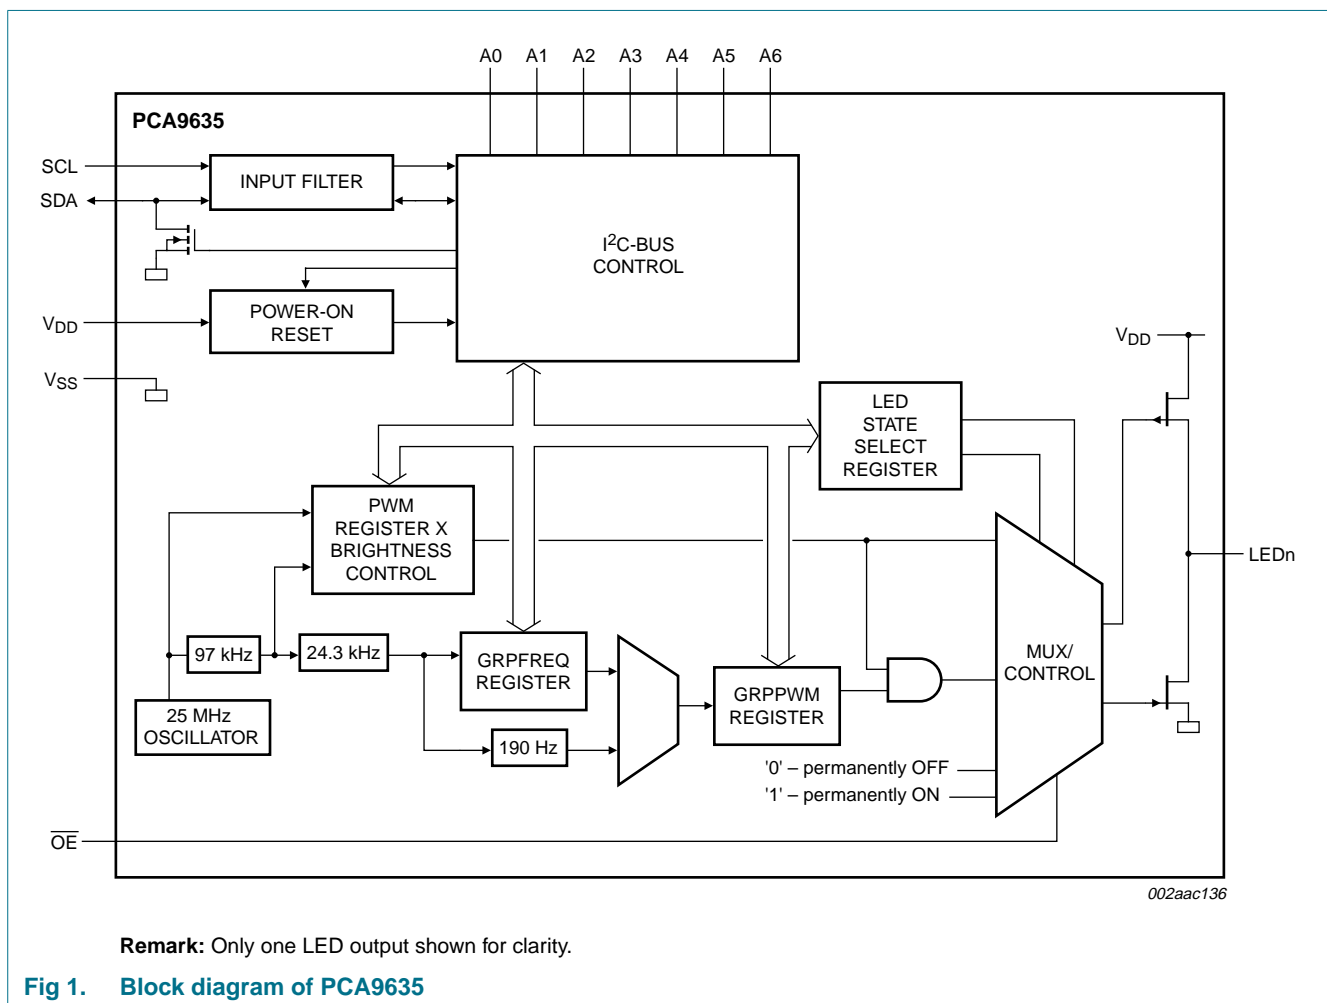 A0 A1 A2 A3 A4 A5 A6
PCA9635
SCL
SDA
INPUT FILTER
I²C-BUS
CONTROL
POWER-ON
RESET
VDD
VSS
VDD
LED
STATE
SELECT
REGISTER
PWM
REGISTER X
BRIGHTNESS
CONTROL
LEDn
97 kHz
24.3 kHz
GRPFREQ
REGISTER
MUX/
CONTROL
GRPPWM
REGISTER
25 MHz
OSCILLATOR
190 Hz
'0' – permanently OFF
'1' – permanently ON
O̅E̅
002aac136
Remark: Only one LED output shown for clarity.
Fig 1. Block diagram of PCA9635